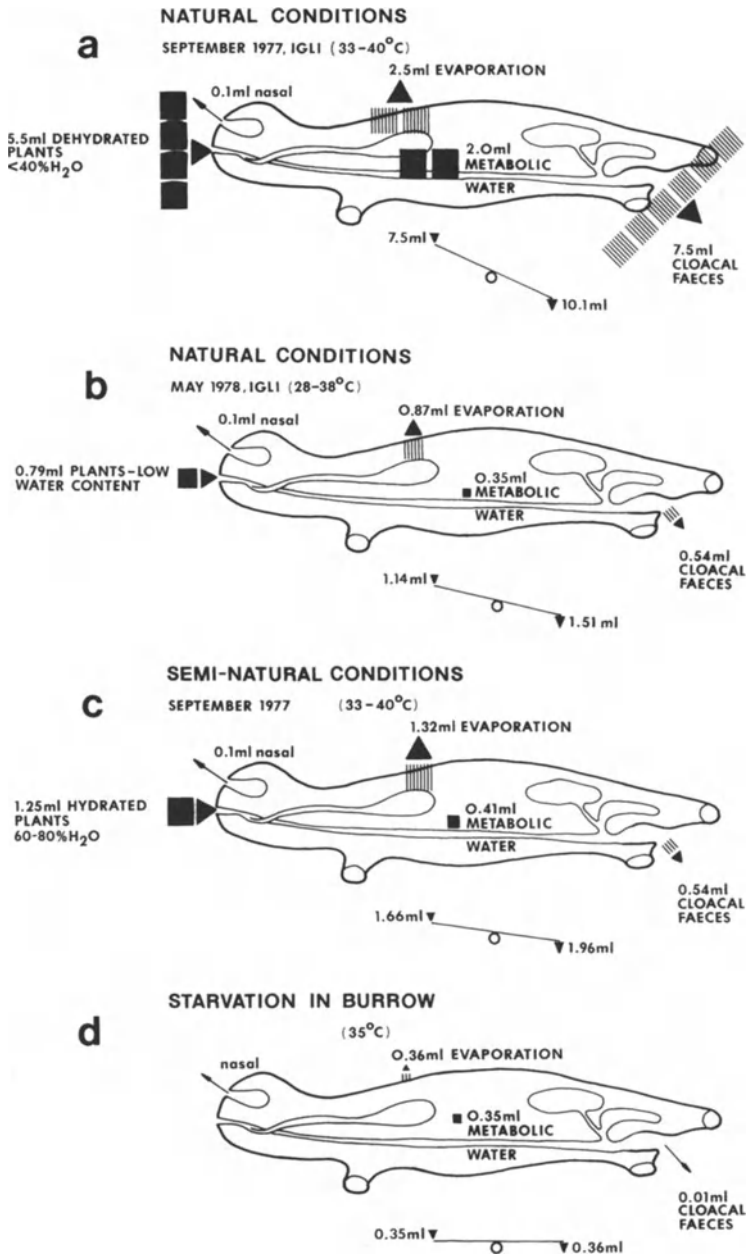 NATURAL CONDITIONS
a
SEPTEMBER 1977, IGLI (33-40°C)
2.5ml EVAPORATION
0.1ml nasal
5.5ml DEHYDRATED
PLANTS
<40%H₂O
2.0ml
METABOLIC
WATER
7.5ml
10.1ml
7.5ml
CLOACAL
FAECES
NATURAL CONDITIONS
b
MAY 1978, IGLI (28-38°C)
0.87ml EVAPORATION
0.1ml nasal
0.79ml PLANTS-LOW
WATER CONTENT
0.35ml
METABOLIC
WATER
0.54ml
CLOACAL
FAECES
1.14ml
1.51 ml
SEMI-NATURAL CONDITIONS
c
SEPTEMBER 1977 (33-40°C)
1.32ml EVAPORATION
0.1ml nasal
1.25ml HYDRATED
PLANTS
60-80%H₂O
0.41ml
METABOLIC
WATER
0.54ml
CLOACAL
FAECES
1.66ml
1.96ml
STARVATION IN BURROW
d
(35°C)
0.36ml EVAPORATION
nasal
0.35ml
METABOLIC
WATER
0.01ml
CLOACAL
FAECES
0.35ml
0.36ml